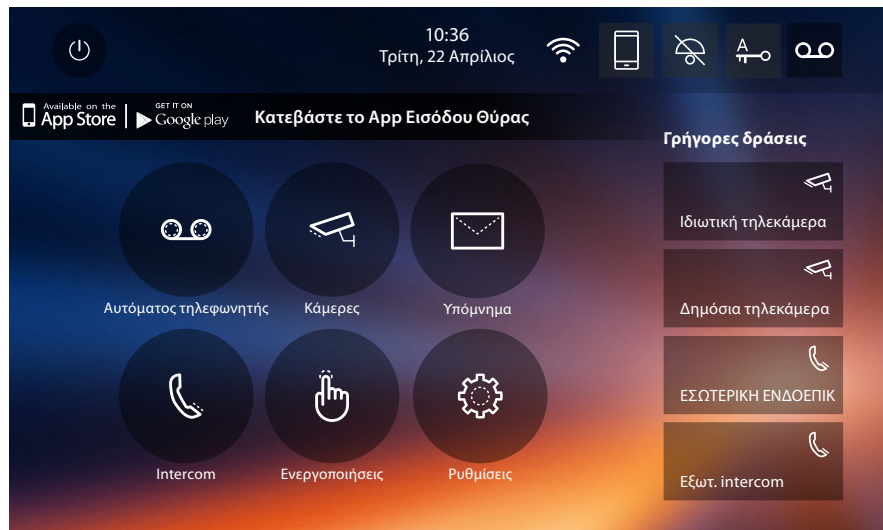 10:36
Τρίτη, 22 Απρίλιος
A
Available on the
App Store
GET IT ON
Google play
Κατεβάστε το App Εισόδου Θύρας
Γρήγορες δράσεις
Ιδιωτική τηλεκάμερα
Δημόσια τηλεκάμερα
ΕΣΩΤΕΡΙΚΗ ΕΝΔΟΕΠΙΚ
Εξωτ. intercom
Αυτόματος τηλεφωνητής
Κάμερες
Υπόμνημα
Intercom
Ενεργοποιήσεις
Ρυθμίσεις